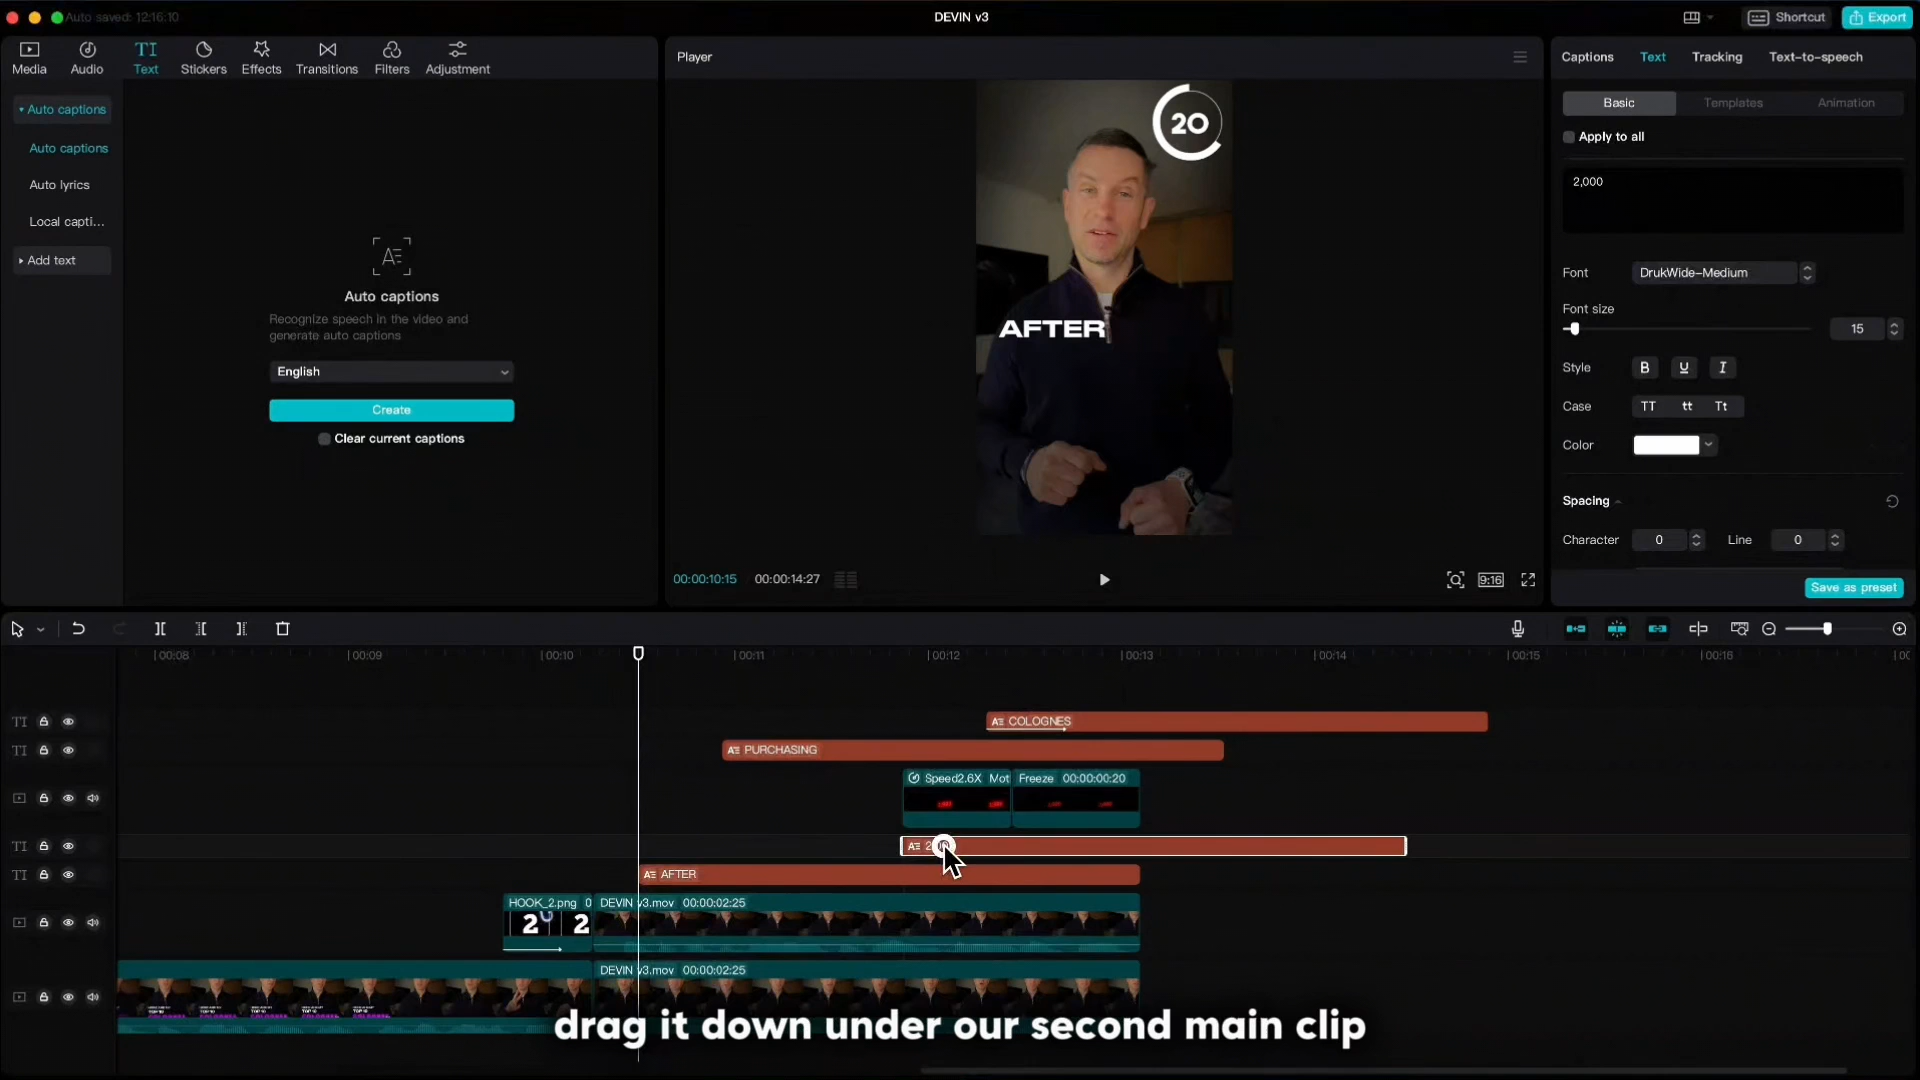 Auto saved: 12:16:10
DEVIN v3
Shortcut
Export
Media
Audio
TI
Text
Stickers
Effects
Transitions
Filters
Adjustment
Auto captions
Auto captions
Auto lyrics
Local capti...
Add text
Auto captions
Recognize speech in the video and
generate auto captions
English
Create
Clear current captions
Player
20
AFTER
00:00:10:15
00:00:14:27
9:16
Captions
Text
Tracking
Text-to-speech
Basic
Templates
Animation
Apply to all
2,000
Font
DrukWide-Medium
Font size
15
Style
B
U
I
Case
TT
tt
Tt
Color
Spacing
Character
0
Line
0
Save as preset
00:08
00:09
00:10
00:11
00:12
00:13
00:14
00:15
00:16
TI
COLOGNES
TI
PURCHASING
Speed2.6X Mot
Freeze 00:00:00:20
TI
TI
AFTER
HOOK_2.png 0
DEVIN v3.mov 00:00:02:25
2 2
DEVIN v3.mov 00:00:02:25
drag it down under our second main clip